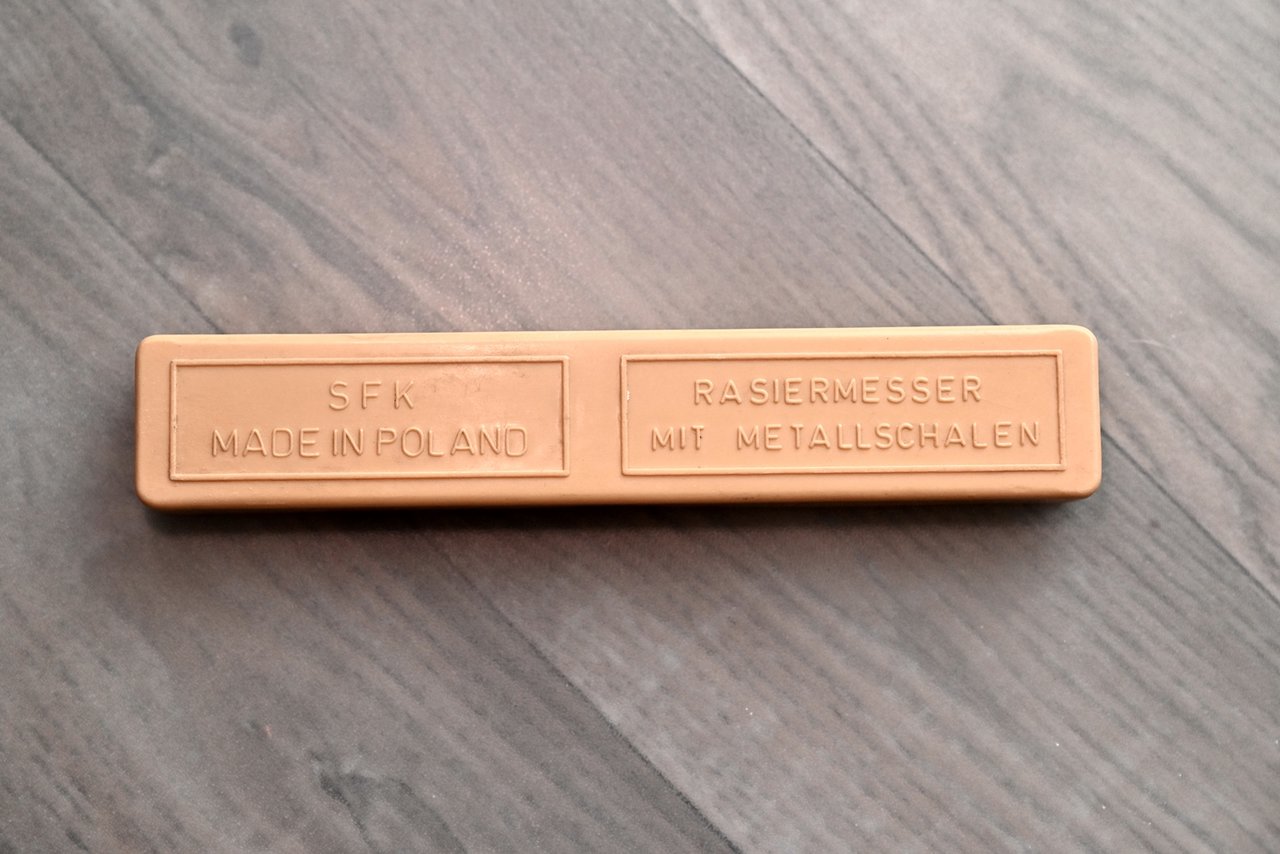 SFK
MADE IN POLAND
RASIERMESSER
MIT METALLSCHALEN